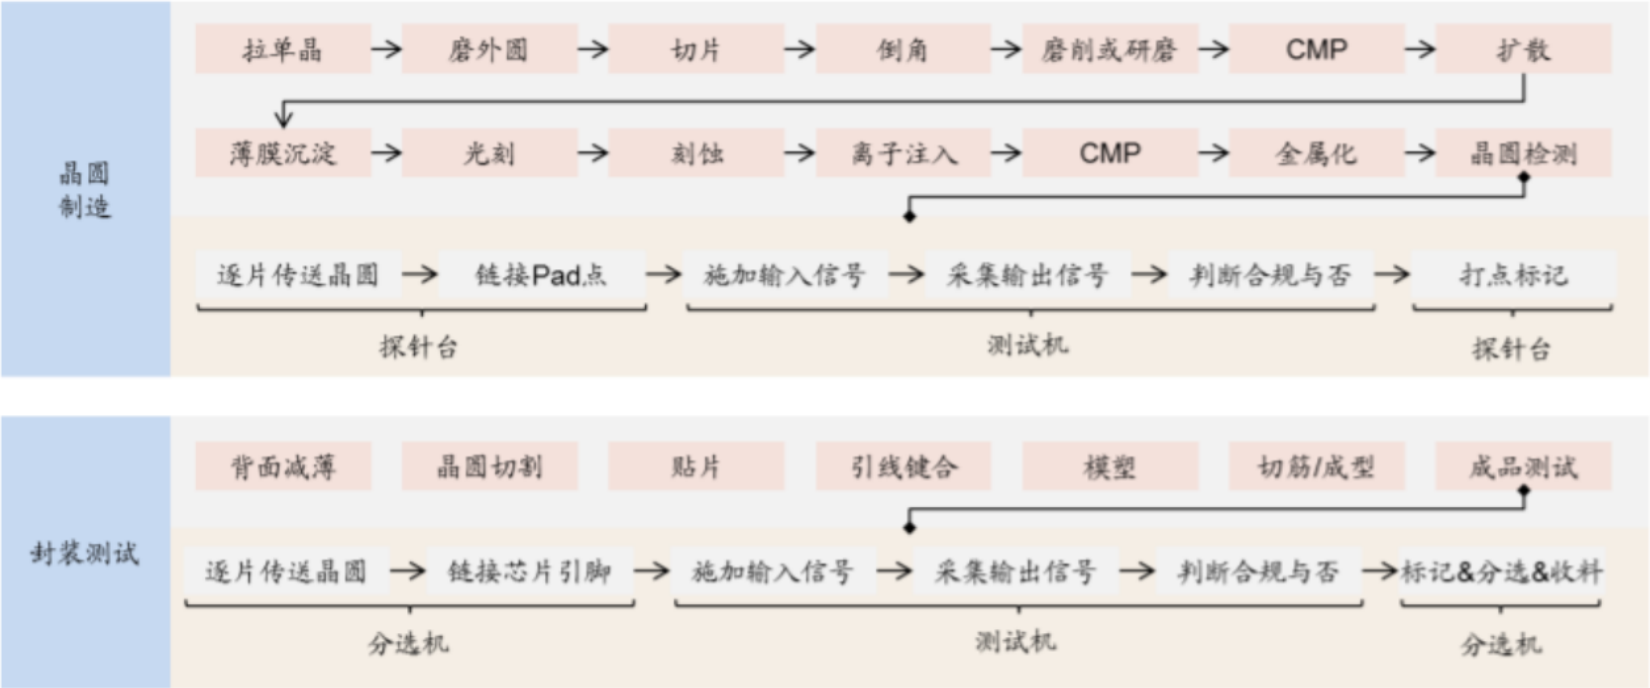 晶圆
制造
拉单晶
磨外圆
切片
倒角
磨削或研磨
CMP
扩散
薄膜沉淀
光刻
刻蚀
离子注入
CMP
金属化
晶圆检测
逐片传送晶圆
链接Pad点
施加输入信号
采集输出信号
判断合规与否
打点标记
探针台
测试机
探针台
封装测试
背面减薄
晶圆切割
贴片
引线键合
模塑
切筋/成型
成品测试
逐片传送晶圆
链接芯片引脚
施加输入信号
采集输出信号
判断合规与否
标记&分选&收料
分选机
测试机
分选机